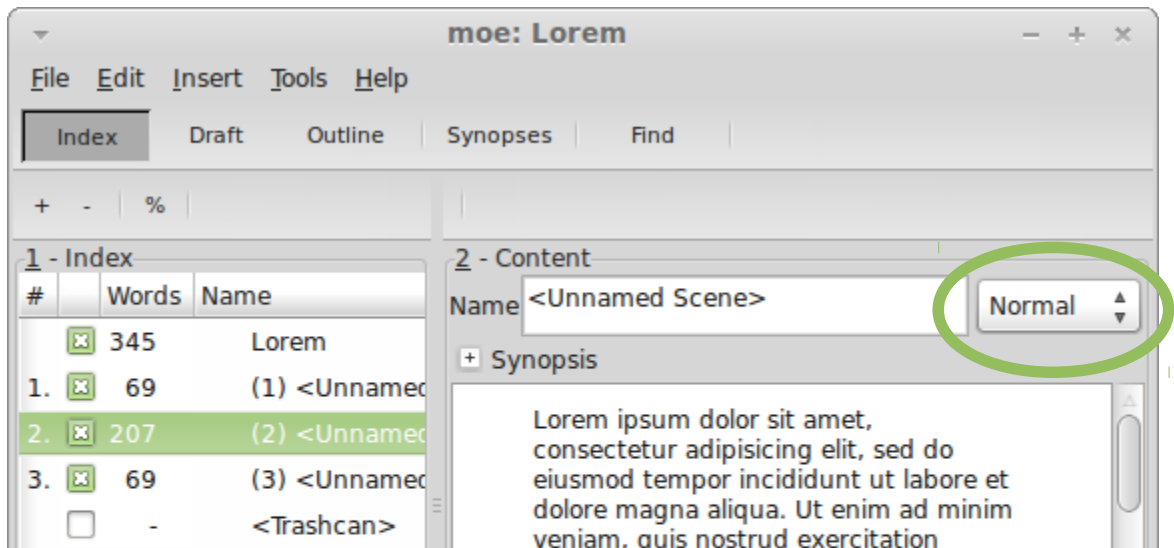 moe: Lorem
File Edit Insert Tools Help
Index Draft Outline Synopses Find
+ - %
1 - Index
# Words Name
345 Lorem
1. 69 (1) <Unnamed
2. 207 (2) <Unnamed
3. 69 (3) <Unnamed
- <Trashcan>
2 - Content
Name <Unnamed Scene> Normal
+ Synopsis
Lorem ipsum dolor sit amet,
consectetur adipisicing elit, sed do
eiusmod tempor incididunt ut labore et
dolore magna aliqua. Ut enim ad minim
veniam, quis nostrud exercitation